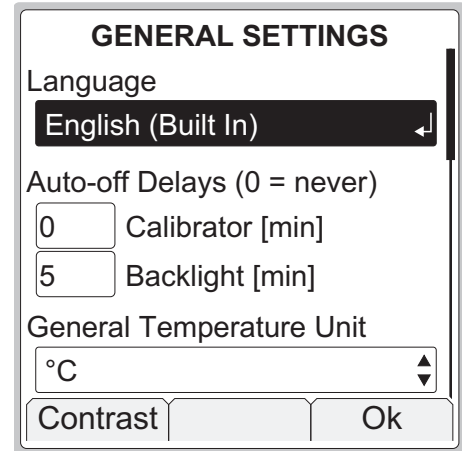 GENERAL SETTINGS
Language
English (Built In)
Auto-off Delays (0 = never)
0 Calibrator [min]
5 Backlight [min]
General Temperature Unit
°C
Contrast Ok